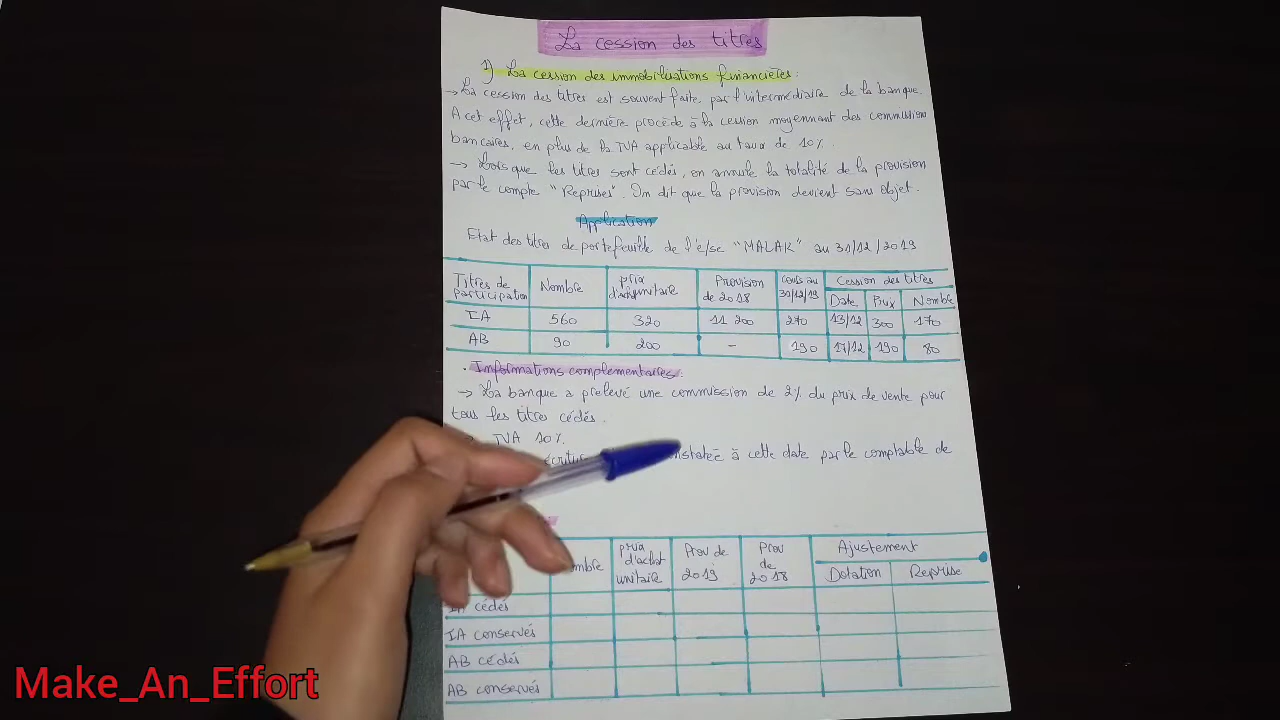 La cession des titres
1) La cession des immobilisations financières:
→ La cession des titres est souvent faite, par l'intermédiaire de la banque.
A cet effet, cette dernière procède à la cession moyennant des commissions
bancaires, en plus de la TVA applicable au taux de 10%.
→ Lorsque les titres sont cédés, on annule la totalité de la provision
par le compte "Reprises". On dit que la provision devient sans objet.
Application
Etat des titres de portefeuille de l'é/se "MALAK" au 31/12/2019
Titres de participation Nombre prix d'achat unitaire Provision de 2018 Cours au 31/12/19 Cession des titres
Date Prix Nombre
IA 560 320 11 200 270 13/12 300 170
AB 90 200 - 190 17/12 190 80
. Informations complementaires:
→ La banque a prelevé une commission de 2% du prix de vente pour
tous les titres cédés.
→ TVA 10%.
à cette date par le comptable de
prix d'achat unitaire Prov de 2019 Prov de 2018 Ajustement
Dotation Reprise
IA cédés
IA conservés
AB cédés
AB conservés
Make_An_Effort